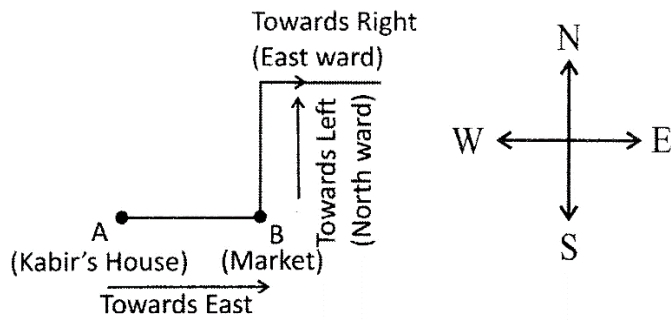 Towards Right
(East ward)
Towards Left
(North ward)
A
B
(Kabir's House)
(Market)
Towards East
N
W
E
S